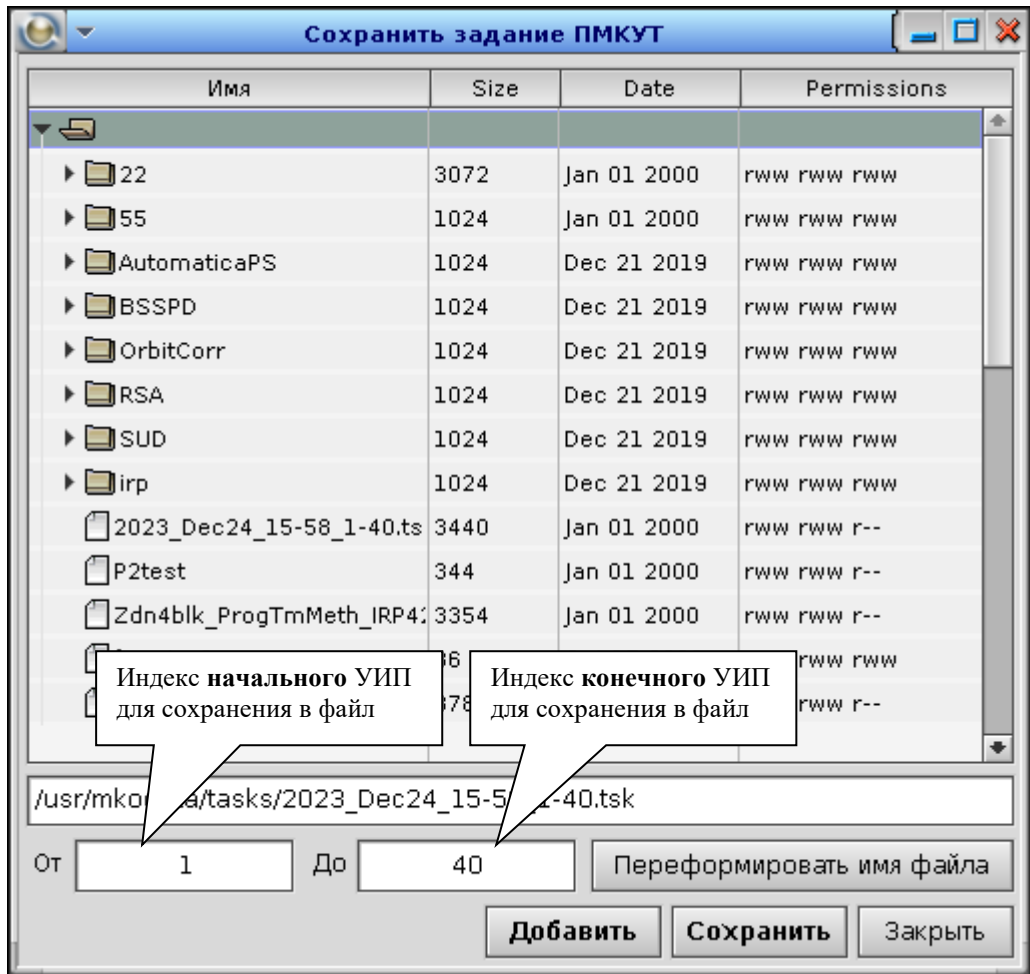 Сохранить задание ПМКУТ
Имя Size Date Permissions
22 3072 Jan 01 2000 rww rww rww
55 1024 Jan 01 2000 rww rww rww
AutomaticaPS 1024 Dec 21 2019 rww rww rww
BSSPD 1024 Dec 21 2019 rww rww rww
OrbitCorr 1024 Dec 21 2019 rww rww rww
RSA 1024 Dec 21 2019 rww rww rww
SUD 1024 Dec 21 2019 rww rww rww
irp 1024 Dec 21 2019 rww rww rww
2023_Dec24_15-58_1-40.ts 3440 Jan 01 2000 rww rww r--
P2test 344 Jan 01 2000 rww rww r--
Zdn4blk_ProgTmMeth_IRP42 3354 Jan 01 2000 rww rww r--
rww rww
rww r--
Индекс начального УИП
для сохранения в файл
Индекс конечного УИП
для сохранения в файл
1-40.tsk
От 1 До 40 Переформировать имя файла
Добавить Сохранить Закрыть